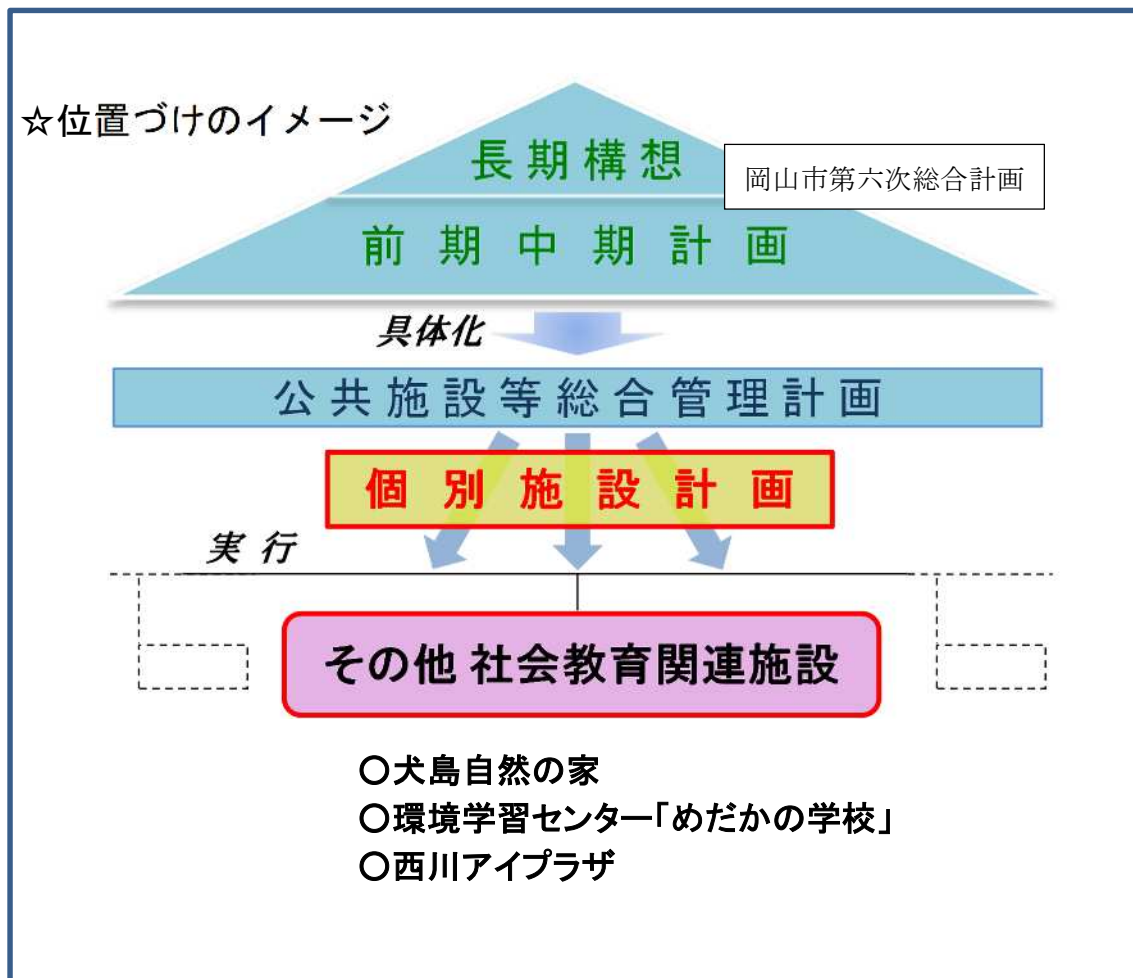 ☆位置づけのイメージ
長期構想
岡山市第六次総合計画
前期中期計画
具体化
公共施設等総合管理計画
個別施設計画
実行
その他 社会教育関連施設
○犬島自然の家
○環境学習センター「めだかの学校」
○西川アイプラザ